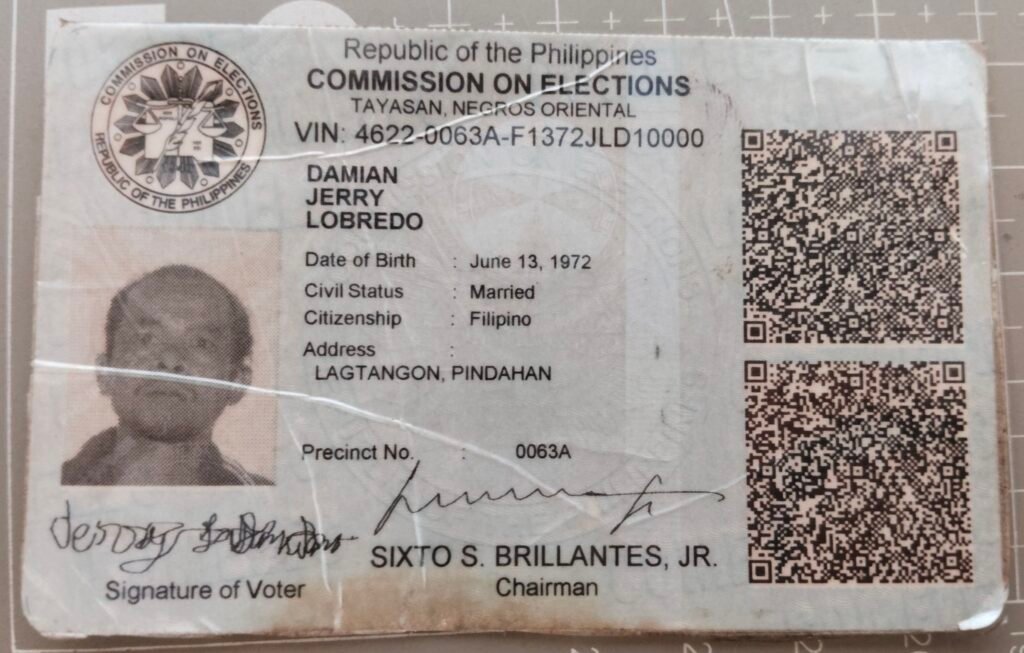 COMMISSION ON ELECTIONS
REPUBLIC OF THE PHILIPPINES
Republic of the Philippines
COMMISSION ON ELECTIONS
TAYASAN, NEGROS ORIENTAL
VIN: 4622-0063A-F1372JLD10000
DAMIAN
JERRY
LOBREDO
Date of Birth : June 13, 1972
Civil Status : Married
Citizenship : Filipino
Address :
LAGTANGON, PINDAHAN
Precinct No. : 0063A
SIXTO S. BRILLANTES, JR.
Chairman
Signature of Voter